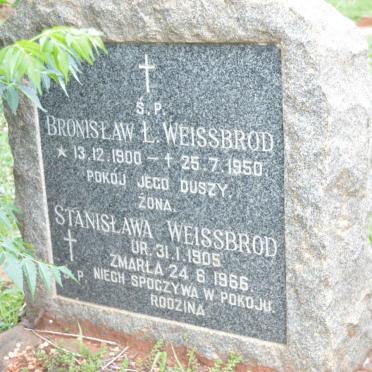 Ś.P.
BRONISŁAW Ł. WEISSBROD
★ 13.12.1900 — † 25.7.1950.
POKÓJ JEGO DUSZY.
ŻONA.
STANISŁAWA WEISSBROD
UR. 31.1.1905.
ZMARŁA 24.6.1966.
P. NIECH SPOCZYWA W POKOJU.
RODZINA